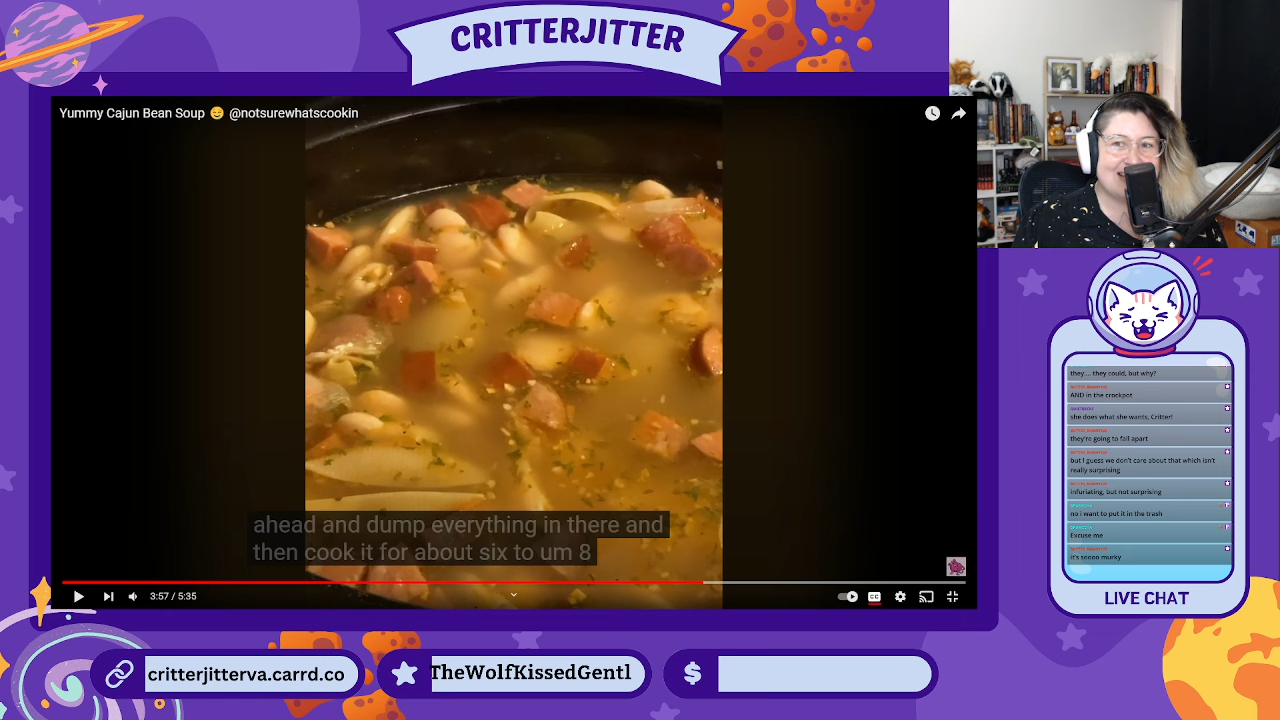 CRITTERJITTER
Yummy Cajun Bean Soup 😋 @notsurewhatscookin
ahead and dump everything in there and
then cook it for about six to um 8
3:57 / 5:35
CC
they.... they could, but why?
AND in the crockpot
she does what she wants, Critter!
they're going to fall apart
but I guess we don't care about that which isn't
really surprising
infuriating, but not surprising
no i want to put it in the trash
Excuse me
it's soooo murky
LIVE CHAT
critterjitterva.carrd.co
TheWolfKissedGentl
$